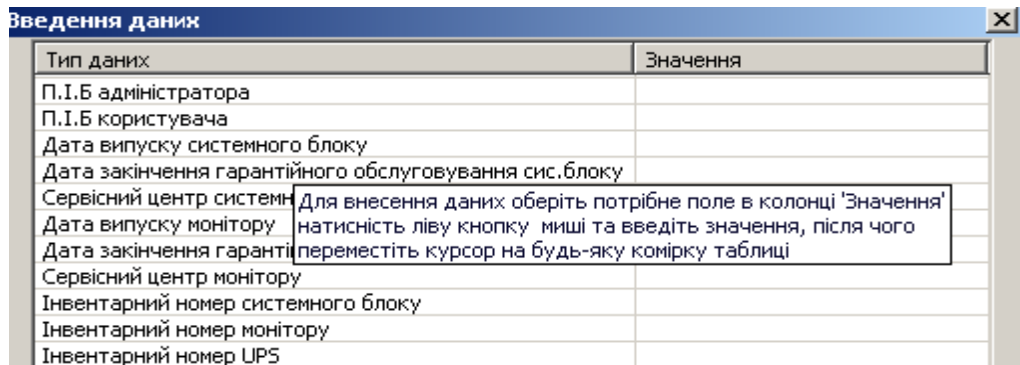 Введення даних
Тип даних Значення
П.І.Б адміністратора
П.І.Б користувача
Дата випуску системного блоку
Дата закінчення гарантійного обслуговування сис.блоку
Сервісний центр
Для внесення даних оберіть потрібне поле в колонці 'Значення'
Дата випуску монітору
натисність ліву кнопку миші та введіть значення, після чого
Дата закінчення
переместіть курсор на будь-яку комірку таблиці
Сервісний центр монітору
Інвентарний номер системного блоку
Інвентарний номер монітору
Інвентарний номер UPS